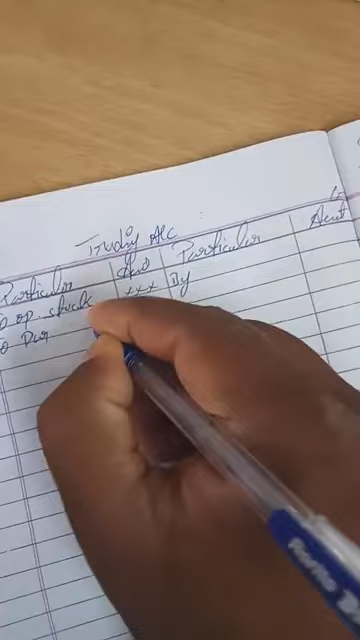 Trading A/C
Particular Amt Particular Amt
To op. stock xxx By
To Pur